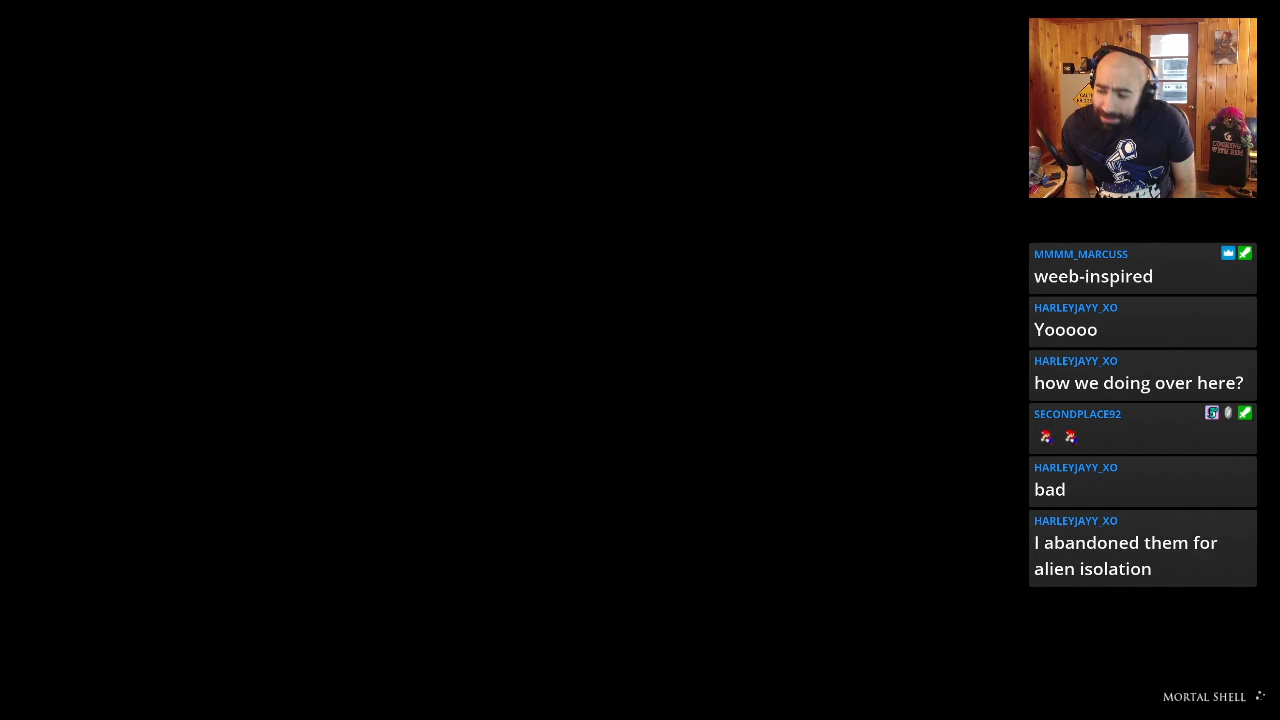 MMMM_MARCUSS
weeb-inspired
HARLEYJAYY_XO
Yooooo
HARLEYJAYY_XO
how we doing over here?
SECONDPLACE92
HARLEYJAYY_XO
bad
HARLEYJAYY_XO
I abandoned them for
alien isolation
MORTAL SHELL